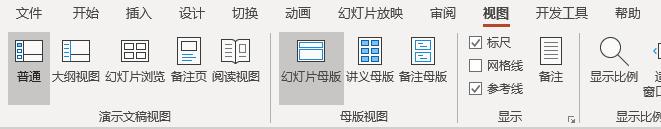 文件 开始 插入 设计 切换 动画 幻灯片放映 审阅 视图 开发工具 帮助
普通 大纲视图 幻灯片浏览 备注页 阅读视图
演示文稿视图
幻灯片母版 讲义母版 备注母版
母版视图
标尺
网格线
参考线
备注
显示
显示比例
窗口
显示比例